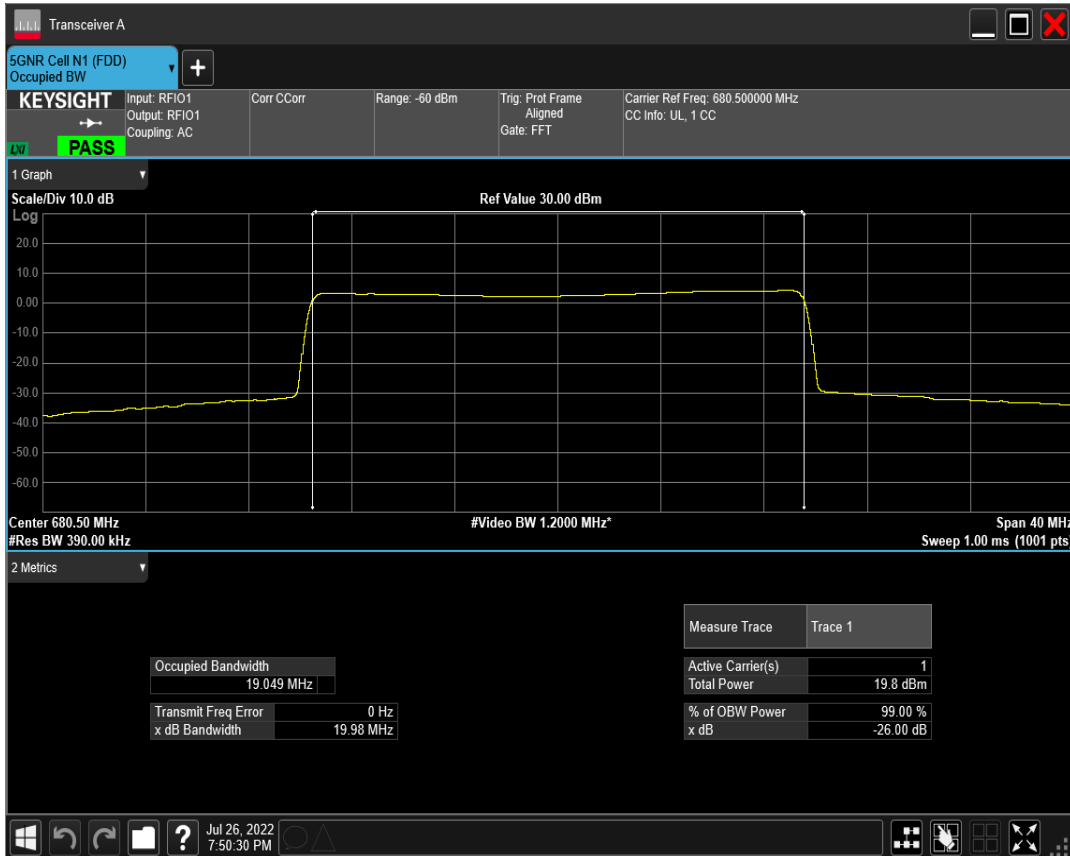 Transceiver A
5GNR Cell N1 (FDD)
Occupied BW
+
KEYSIGHT
LXI
PASS
Input: RFIO1
Output: RFIO1
Coupling: AC
Corr CCorr
Range: -60 dBm
Trig: Prot Frame
Aligned
Gate: FFT
Carrier Ref Freq: 680.500000 MHz
CC Info: UL, 1 CC
1 Graph
Scale/Div 10.0 dB
Ref Value 30.00 dBm
Log
20.0
10.0
0.00
-10.0
-20.0
-30.0
-40.0
-50.0
-60.0
Center 680.50 MHz
#Video BW 1.2000 MHz*
Span 40 MHz
#Res BW 390.00 kHz
Sweep 1.00 ms (1001 pts)
2 Metrics
Measure Trace Trace 1
Occupied Bandwidth
19.049 MHz
Active Carrier(s) 1
Total Power 19.8 dBm
Transmit Freq Error 0 Hz
x dB Bandwidth 19.98 MHz
% of OBW Power 99.00 %
x dB -26.00 dB
?
Jul 26, 2022
7:50:30 PM